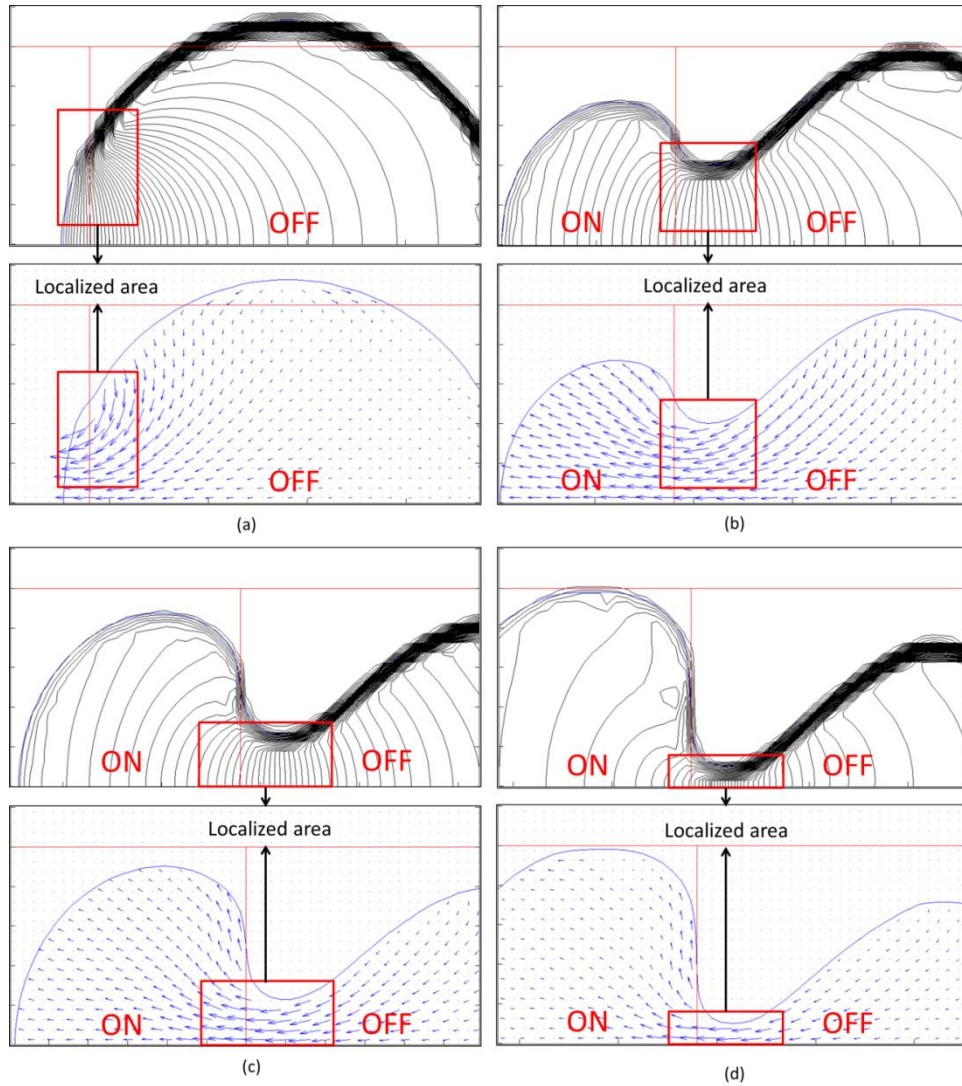 OFF
ON OFF
Localized area
Localized area
OFF
ON OFF
(a)
(b)
ON OFF
ON OFF
Localized area
Localized area
ON OFF
ON OFF
(c)
(d)